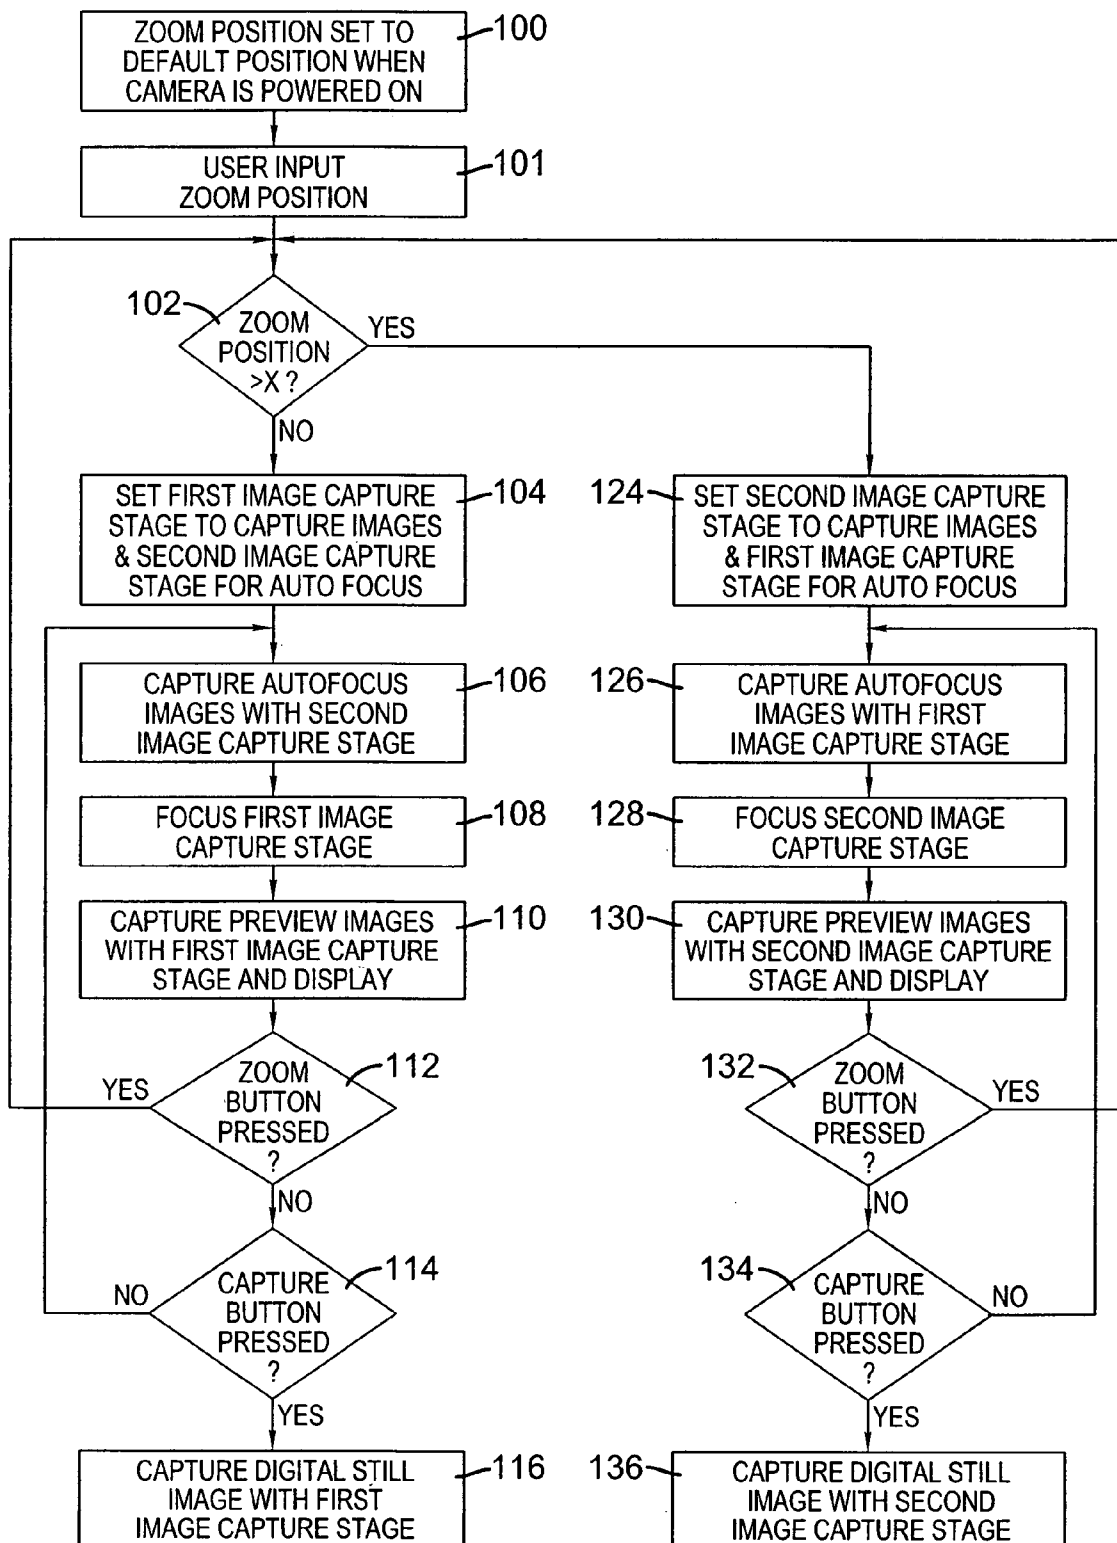 ZOOM POSITION SET TO
DEFAULT POSITION WHEN
CAMERA IS POWERED ON
100
USER INPUT
ZOOM POSITION
101
102
ZOOM
POSITION
>X ?
YES
NO
SET FIRST IMAGE CAPTURE
STAGE TO CAPTURE IMAGES
& SECOND IMAGE CAPTURE
STAGE FOR AUTO FOCUS
104
CAPTURE AUTOFOCUS
IMAGES WITH SECOND
IMAGE CAPTURE STAGE
106
FOCUS FIRST IMAGE
CAPTURE STAGE
108
CAPTURE PREVIEW IMAGES
WITH FIRST IMAGE CAPTURE
STAGE AND DISPLAY
110
ZOOM
BUTTON
PRESSED
?
112
YES
NO
CAPTURE
BUTTON
PRESSED
?
114
NO
YES
CAPTURE DIGITAL STILL
IMAGE WITH FIRST
IMAGE CAPTURE STAGE
116
124
SET SECOND IMAGE CAPTURE
STAGE TO CAPTURE IMAGES
& FIRST IMAGE CAPTURE
STAGE FOR AUTO FOCUS
126
CAPTURE AUTOFOCUS
IMAGES WITH FIRST
IMAGE CAPTURE STAGE
128
FOCUS SECOND IMAGE
CAPTURE STAGE
130
CAPTURE PREVIEW IMAGES
WITH SECOND IMAGE CAPTURE
STAGE AND DISPLAY
132
ZOOM
BUTTON
PRESSED
?
YES
NO
134
CAPTURE
BUTTON
PRESSED
?
NO
YES
136
CAPTURE DIGITAL STILL
IMAGE WITH SECOND
IMAGE CAPTURE STAGE